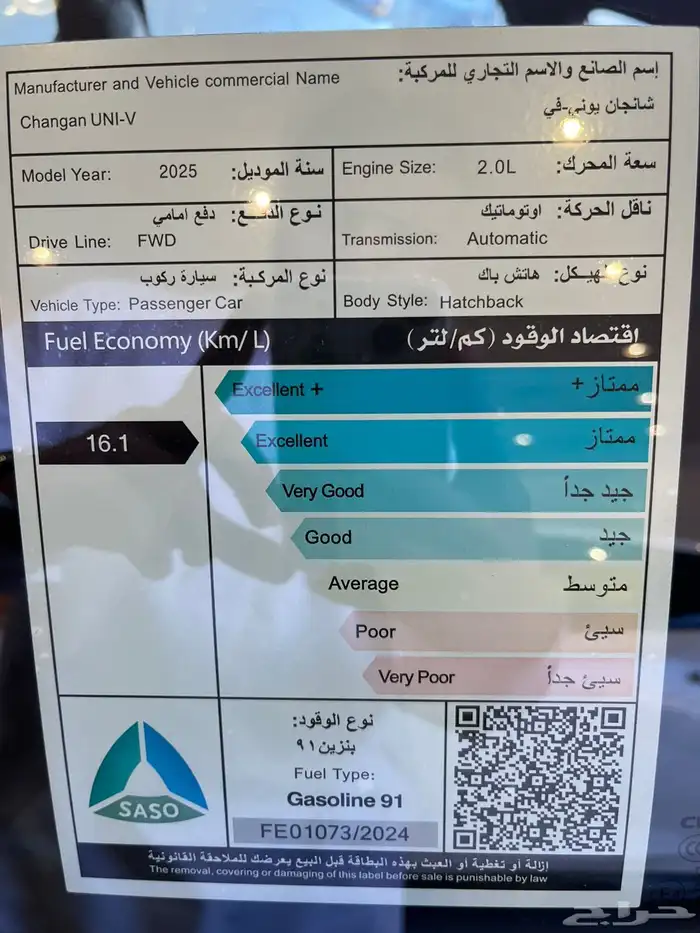 إسم الصانع والاسم التجاري للمركبة:
Manufacturer and Vehicle commercial Name
شانجان يوني-في
Changan UNI-V
Model Year: 2025 سنة الموديل:
Engine Size: 2.0L سعة المحرك:
نوع الدفع: دفع امامي
Drive Line: FWD
ناقل الحركة: اوتوماتيك
Transmission: Automatic
نوع المركبة: سيارة ركوب
Vehicle Type: Passenger Car
نوع الهيكل: هاتش باك
Body Style: Hatchback
Fuel Economy (Km/ L) اقتصاد الوقود (كم/لتر)
Excellent + ممتاز+
16.1
Excellent ممتاز
Very Good جيد جداً
Good جيد
Average متوسط
Poor سيئ
Very Poor سيئ جداً
SASO
نوع الوقود:
بنزين ٩١
Fuel Type:
Gasoline 91
FE01073/2024
إزالة أو تغطية أو العبث بهذه البطاقة قبل البيع يعرضك للملاحقة القانونية
The removal, covering or damaging of this label before sale is punishable by law
حراج